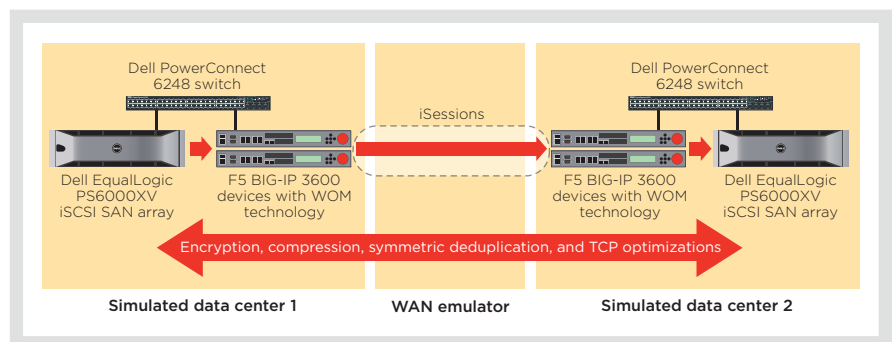 Dell PowerConnect
6248 switch
Dell EqualLogic
PS6000XV
iSCSI SAN array
F5 BIG-IP 3600
devices with WOM
technology
iSessions
Dell PowerConnect
6248 switch
F5 BIG-IP 3600
devices with WOM
technology
Dell EqualLogic
PS6000XV
iSCSI SAN array
Encryption, compression, symmetric deduplication, and TCP optimizations
Simulated data center 1
WAN emulator
Simulated data center 2